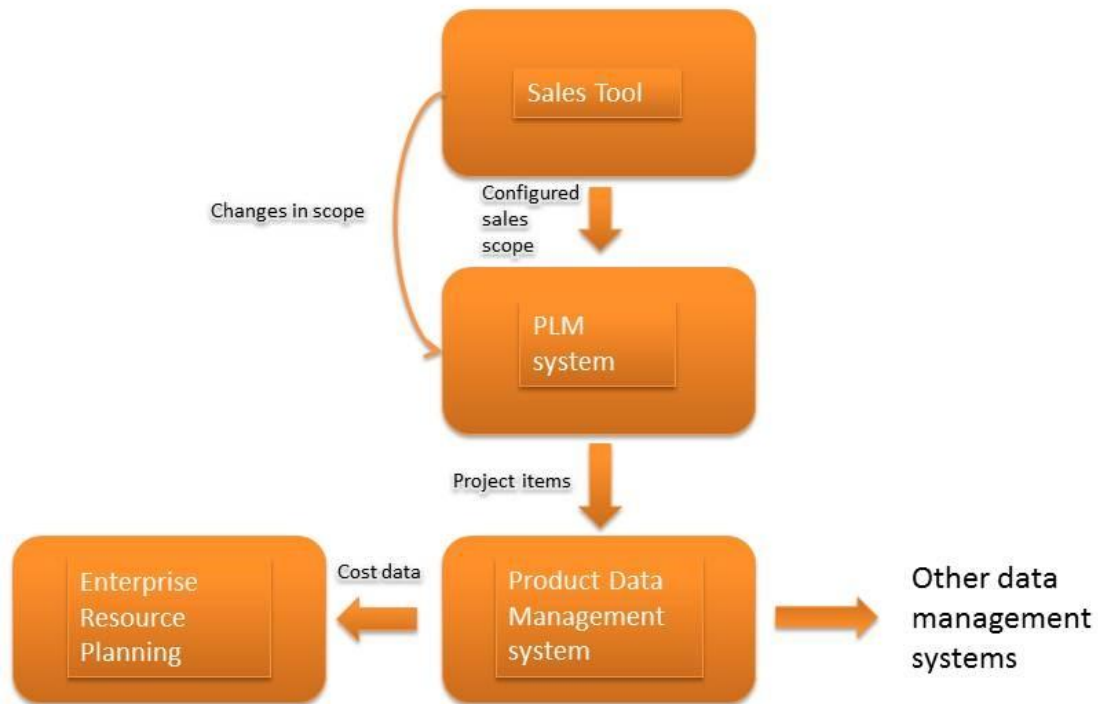 Sales Tool
Changes in scope
Configured
sales
scope
PLM
system
Project items
Enterprise
Resource
Planning
Cost data
Product Data
Management
system
Other data
management
systems